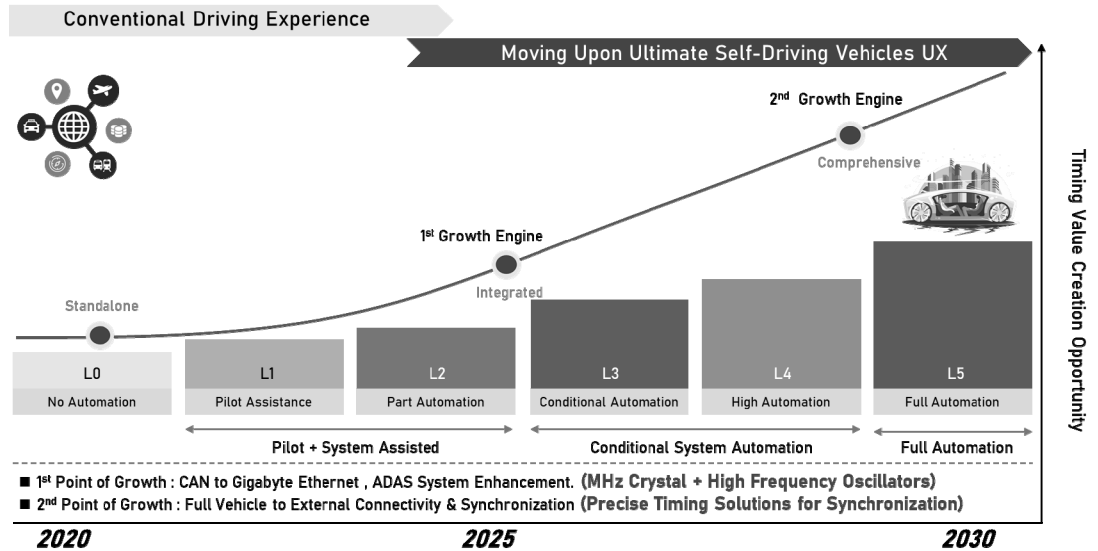 Conventional Driving Experience
Moving Upon Ultimate Self-Driving Vehicles UX
2nd Growth Engine
Comprehensive
1st Growth Engine
Integrated
Standalone
Timing Value Creation Opportunity
L0
L1
L2
L3
L4
L5
No Automation
Pilot Assistance
Part Automation
Conditional Automation
High Automation
Full Automation
Pilot + System Assisted
Conditional System Automation
Full Automation
■ 1st Point of Growth : CAN to Gigabyte Ethernet , ADAS System Enhancement. (MHz Crystal + High Frequency Oscillators)
■ 2nd Point of Growth : Full Vehicle to External Connectivity & Synchronization (Precise Timing Solutions for Synchronization)
2020
2025
2030